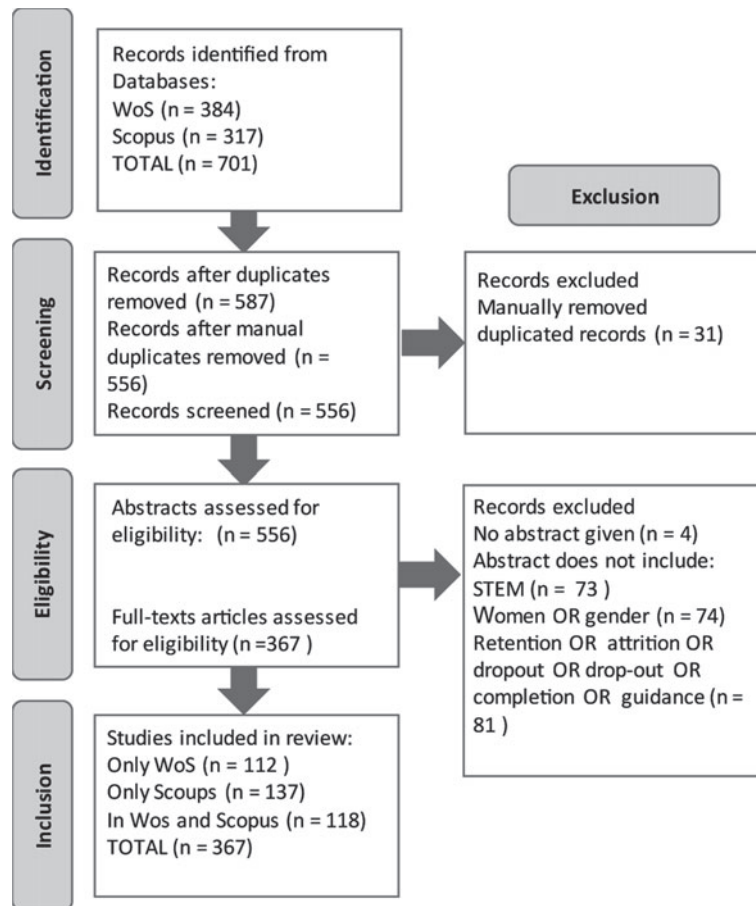 Identification
Records identified from
Databases:
WoS (n = 384)
Scopus (n = 317)
TOTAL (n = 701)
Exclusion
Screening
Records after duplicates
removed (n = 587)
Records after manual
duplicates removed (n =
556)
Records screened (n = 556)
Records excluded
Manually removed
duplicated records (n = 31)
Eligibility
Abstracts assessed for
eligibility: (n = 556)
Full-texts articles assessed
for eligibility (n =367 )
Records excluded
No abstract given (n = 4)
Abstract does not include:
STEM (n = 73 )
Women OR gender (n = 74)
Retention OR attrition OR
dropout OR drop-out OR
completion OR guidance (n =
81 )
Inclusion
Studies included in review:
Only WoS (n = 112 )
Only Scoups (n = 137)
In Wos and Scopus (n = 118)
TOTAL (n = 367)